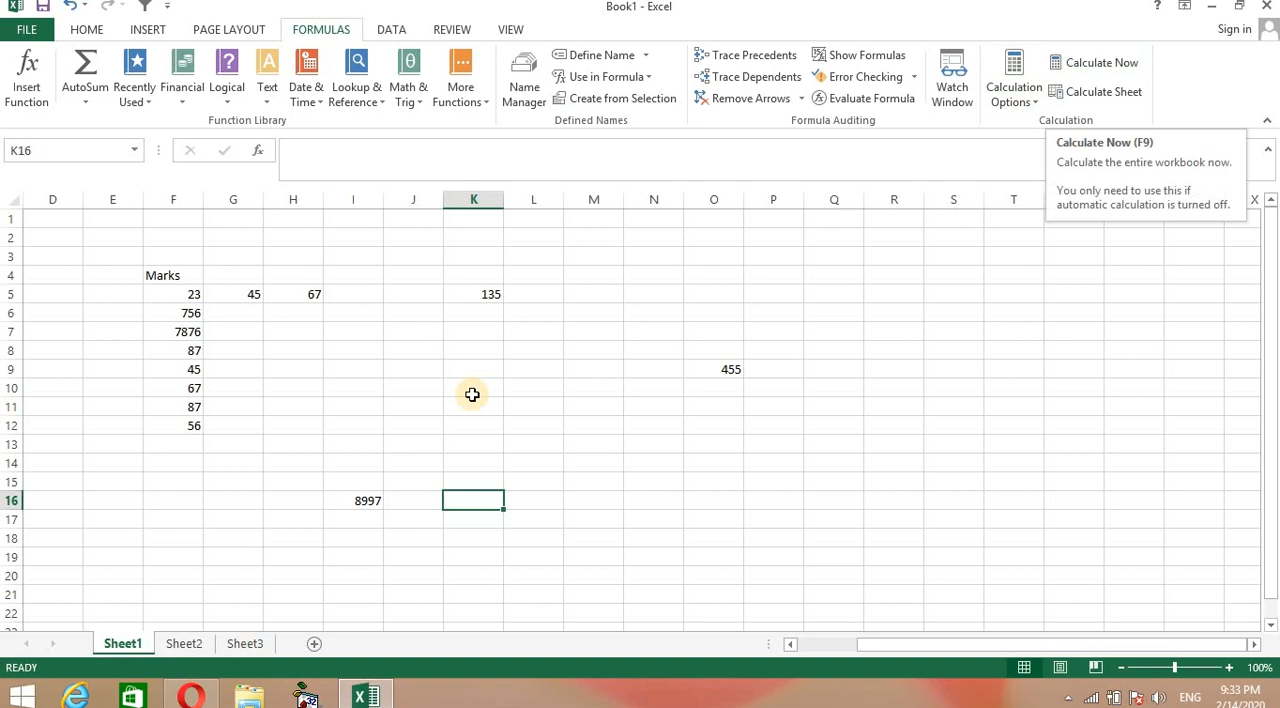 Book1 - Excel
?
FILE HOME INSERT PAGE LAYOUT FORMULAS DATA REVIEW VIEW Sign in
Insert Function
AutoSum
Recently Used
Financial
Logical
Text
Date & Time
Lookup & Reference
Math & Trig
More Functions
Function Library
Name Manager
Define Name
Use in Formula
Create from Selection
Defined Names
Trace Precedents
Trace Dependents
Remove Arrows
Show Formulas
Error Checking
Evaluate Formula
Formula Auditing
Watch Window
Calculation Options
Calculate Now
Calculate Sheet
Calculation
K16
fx
Calculate Now (F9)
Calculate the entire workbook now.
You only need to use this if
automatic calculation is turned off.
D E F G H I J K L M N O P Q R S T X
1
2
3
4 Marks
5 23 45 67 135
6 756
7 7876
8 87
9 45 455
10 67
11 87
12 56
13
14
15
16 8997
17
18
19
20
21
22
Sheet1 Sheet2 Sheet3
READY 100%
ENG
9:33 PM
2/14/2020